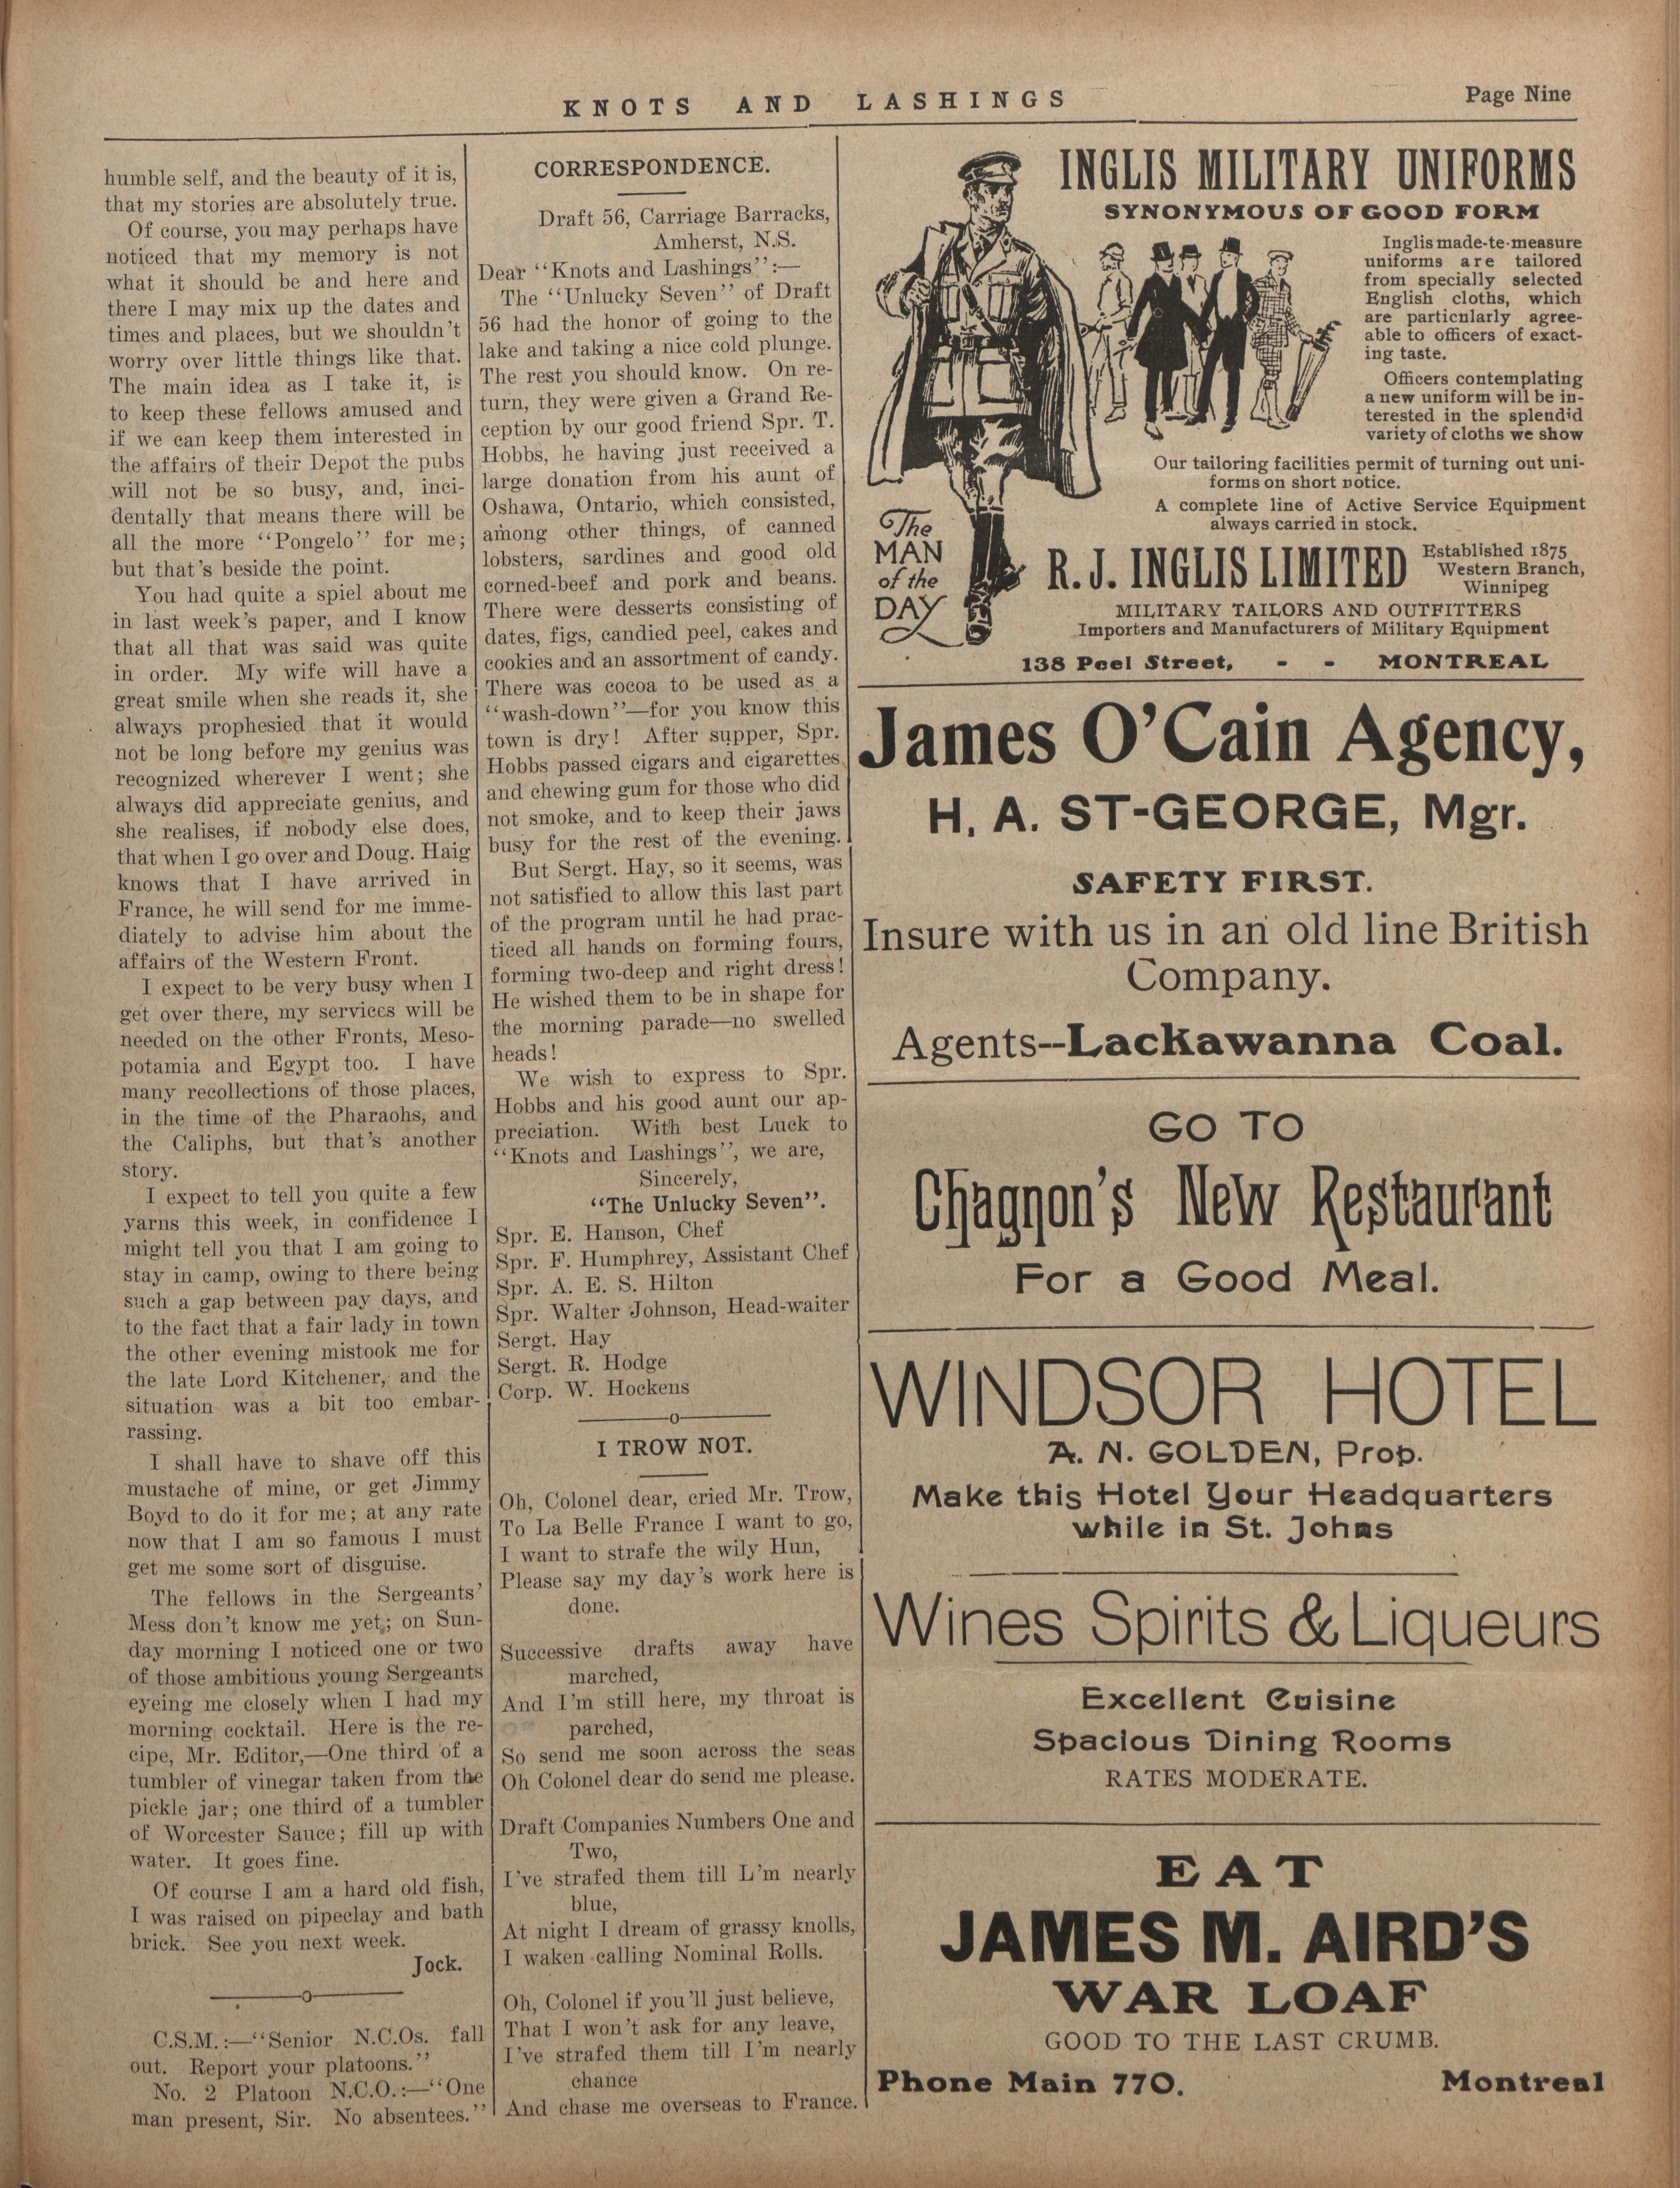 KNOTS AND LASHINGS
Page Nine
humble self, and the beauty of it is,
that my stories are absolutely true.
Of course, you may perhaps have
noticed that my memory is not
what it should be and here and
there I may mix up the dates and
times and places, but we shouldn't
worry over little things like that.
The main idea as I take it, is
to keep these fellows amused and
if we can keep them interested in
the affairs of their Depot the pubs
will not be so busy, and, inci-
dentally that means there will be
all the more "Pongelo" for me;
but that's beside the point.
You had quite a spiel about me
in last week's paper, and I know
that all that was said was quite
in order. My wife will have a
great smile when she reads it, she
always prophesied that it would
not be long before my genius was
recognized wherever I went; she
always did appreciate genius, and
she realises, if nobody else does,
that when I go over and Doug. Haig
knows that I have arrived in
France, he will send for me imme-
diately to advise him about the
affairs of the Western Front.
I expect to be very busy when I
get over there, my services will be
needed on the other Fronts, Meso-
potamia and Egypt too. I have
many recollections of those places,
in the time of the Pharaohs, and
the Caliphs, but that's another
story.
I expect to tell you quite a few
yarns this week, in confidence I
might tell you that I am going to
stay in camp, owing to there being
such a gap between pay days, and
to the fact that a fair lady in town
the other evening mistook me for
the late Lord Kitchener, and the
situation was a bit too embar-
rassing.
I shall have to shave off this
mustache of mine, or get Jimmy
Boyd to do it for me; at any rate
now that I am so famous I must
get me some sort of disguise.
The fellows in the Sergeants'
Mess don't know me yet; on Sun-
day morning I noticed one or two
of those ambitious young Sergeants
eyeing me closely when I had my
morning cocktail. Here is the re-
cipe, Mr. Editor,—One third of a
tumbler of vinegar taken from the
pickle jar; one third of a tumbler
of Worcester Sauce; fill up with
water. It goes fine.
Of course I am a hard old fish,
I was raised on pipeclay and bath
brick. See you next week.
Jock.
C.S.M.:—"Senior N.C.Os. fall
out. Report your platoons."
No. 2 Platoon N.C.O.:—"One
man present, Sir. No absentees."
CORRESPONDENCE.
Draft 56, Carriage Barracks,
Amherst, N.S.
Dear "Knots and Lashings":—
The "Unlucky Seven" of Draft
56 had the honor of going to the
lake and taking a nice cold plunge.
The rest you should know. On re-
turn, they were given a Grand Re-
ception by our good friend Spr. T.
Hobbs, he having just received a
large donation from his aunt of
Oshawa, Ontario, which consisted,
among other things, of canned
lobsters, sardines and good old
corned-beef and pork and beans.
There were desserts consisting of
dates, figs, candied peel, cakes and
cookies and an assortment of candy.
There was cocoa to be used as a
"wash-down"—for you know this
town is dry! After supper, Spr.
Hobbs passed cigars and cigarettes
and chewing gum for those who did
not smoke, and to keep their jaws
busy for the rest of the evening.
But Sergt. Hay, so it seems, was
not satisfied to allow this last part
of the program until he had prac-
ticed all hands on forming fours,
forming two-deep and right dress!
He wished them to be in shape for
the morning parade—no swelled
heads!
We wish to express to Spr.
Hobbs and his good aunt our ap-
preciation. With best Luck to
"Knots and Lashings", we are,
Sincerely,
"The Unlucky Seven".
Spr. E. Hanson, Chef
Spr. F. Humphrey, Assistant Chef
Spr. A. E. S. Hilton
Spr. Walter Johnson, Head-waiter
Sergt. Hay
Sergt. R. Hodge
Corp. W. Hockens
I TROW NOT.
Oh, Colonel dear, cried Mr. Trow,
To La Belle France I want to go,
I want to strafe the wily Hun,
Please say my day's work here is
done.
Successive drafts away have
marched,
And I'm still here, my throat is
parched,
So send me soon across the seas
Oh Colonel dear do send me please.
Draft Companies Numbers One and
Two,
I've strafed them till L'm nearly
blue,
At night I dream of grassy knolls,
I waken calling Nominal Rolls.
Oh, Colonel if you'll just believe,
That I won't ask for any leave,
I've strafed them till I'm nearly
chance
And chase me overseas to France.
INGLIS MILITARY UNIFORMS
SYNONYMOUS OF GOOD FORM
Inglis made-te-measure
uniforms are tailored
from specially selected
English cloths, which
are particnlarly agree-
able to officers of exact-
ing taste.
Officers contemplating
a new uniform will be in-
terested in the splendid
variety of cloths we show
Our tailoring facilities permit of turning out uni-
forms on short notice.
A complete line of Active Service Equipment
always carried in stock.
The
MAN
of the
DAY
R. J. INGLIS LIMITED
Established 1875
Western Branch,
Winnipeg
MILITARY TAILORS AND OUTFITTERS
Importers and Manufacturers of Military Equipment
138 Peel Street, - - MONTREAL
James O'Cain Agency,
H. A. ST-GEORGE, Mgr.
SAFETY FIRST.
Insure with us in an old line British
Company.
Agents--Lackawanna Coal.
GO TO
Chagnon's New Restaurant
For a Good Meal.
WINDSOR HOTEL
A. N. GOLDEN, Prop.
Make this Hotel Your Headquarters
while in St. Johns
Wines Spirits & Liqueurs
Excellent Cuisine
Spacious Dining Rooms
RATES MODERATE.
EAT
JAMES M. AIRD'S
WAR LOAF
GOOD TO THE LAST CRUMB.
Phone Main 770. Montreal